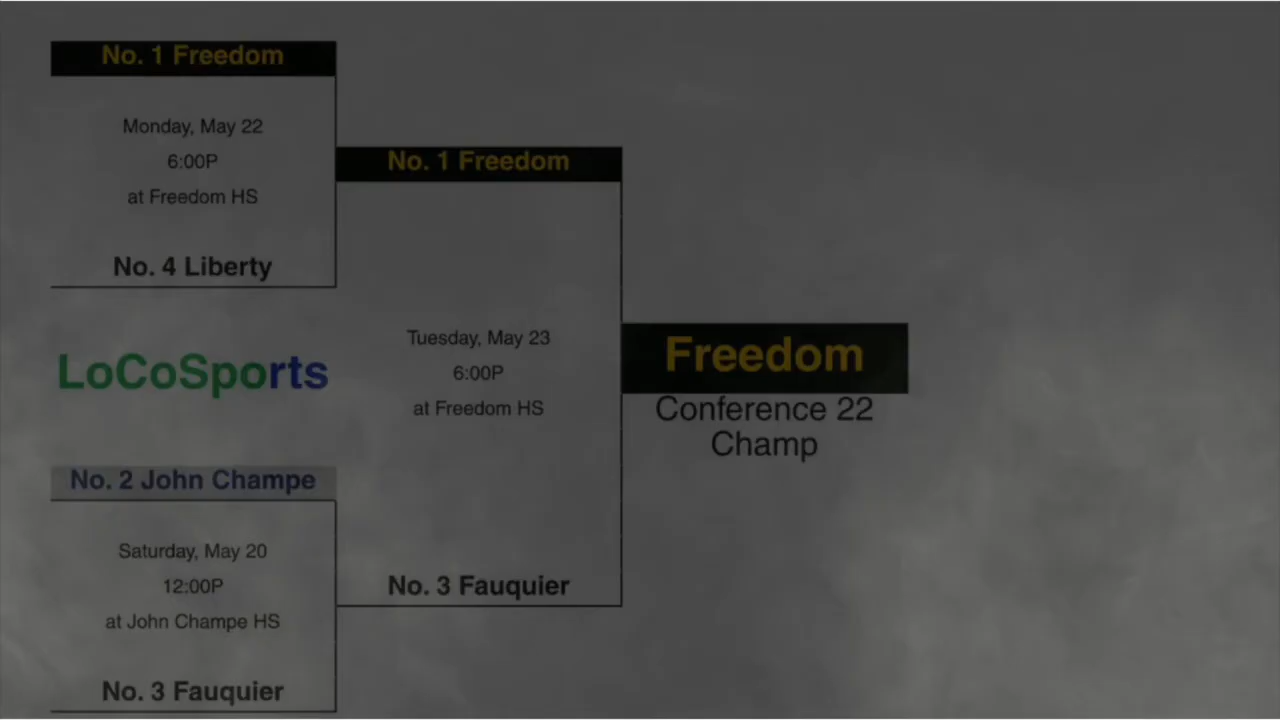 No. 1 Freedom
Monday, May 22
6:00P
at Freedom HS
No. 4 Liberty
LoCoSports
No. 2 John Champe
Saturday, May 20
12:00P
at John Champe HS
No. 3 Fauquier
No. 1 Freedom
Tuesday, May 23
6:00P
at Freedom HS
No. 3 Fauquier
Freedom
Conference 22
Champ